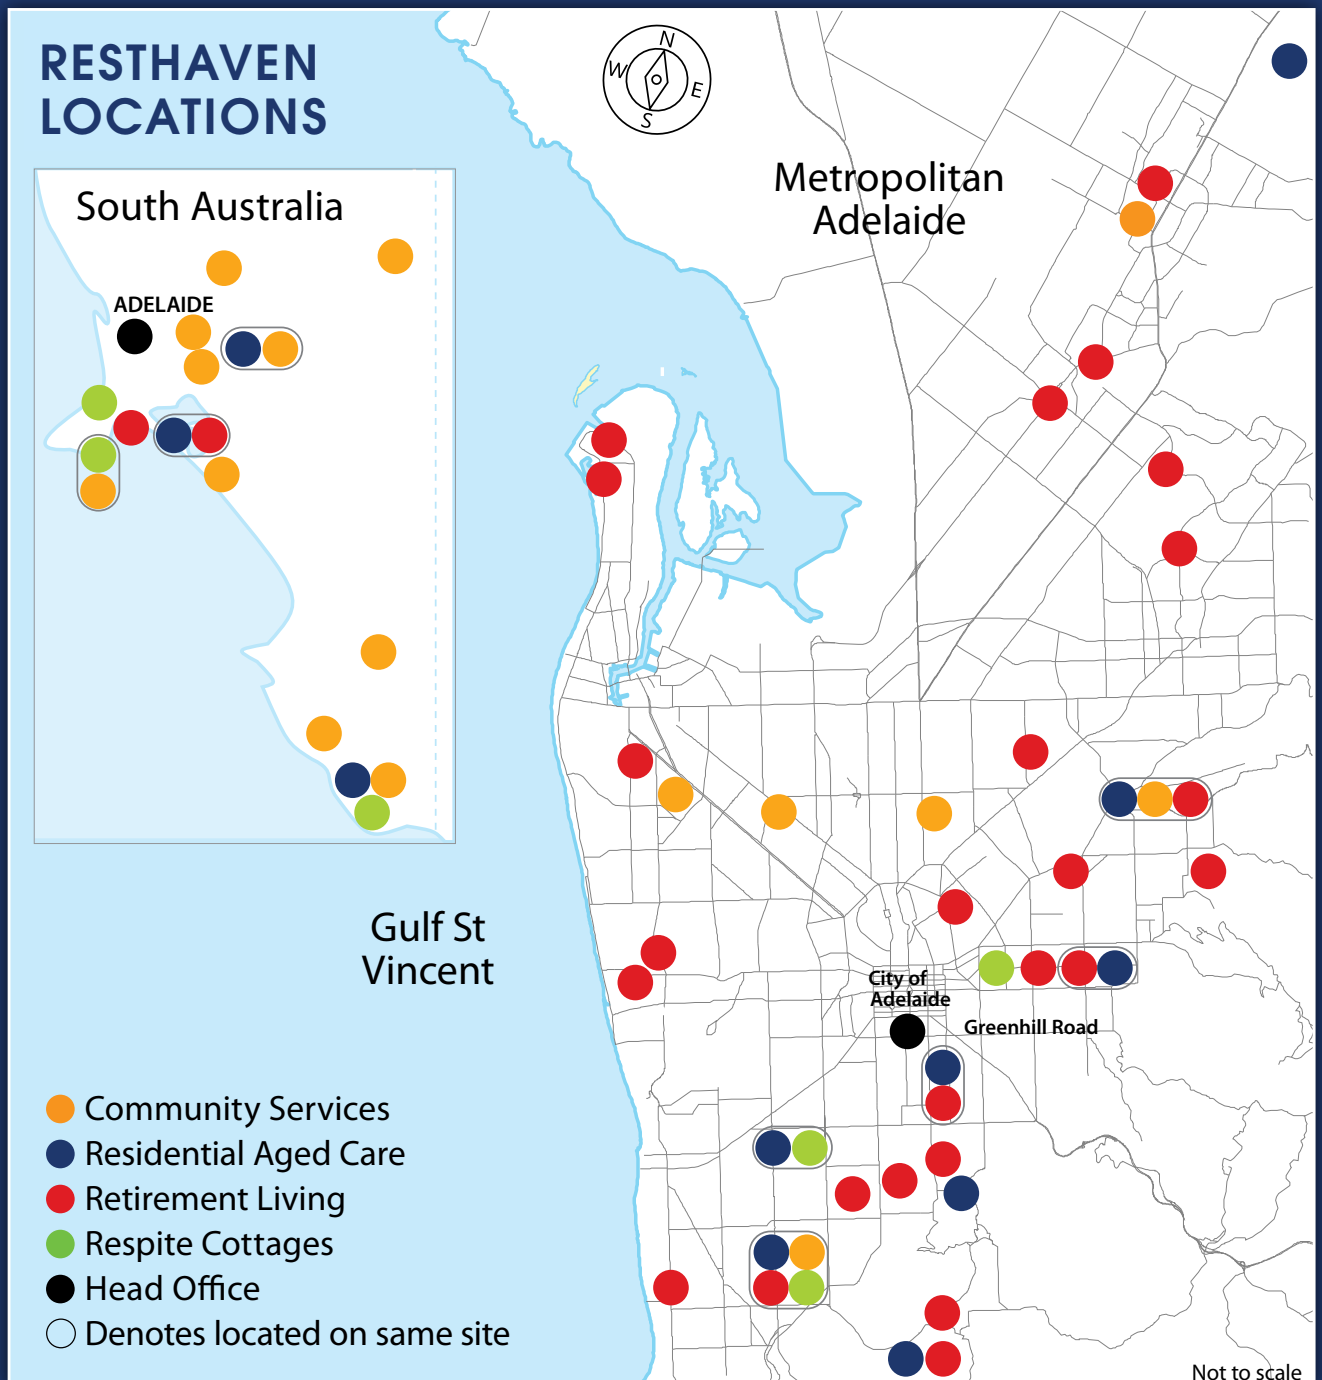 RESTHAVEN
LOCATIONS
N
W
E
S
Metropolitan
Adelaide
South Australia
ADELAIDE
Gulf St
Vincent
City of
Adelaide
Greenhill Road
Community Services
Residential Aged Care
Retirement Living
Respite Cottages
Head Office
Denotes located on same site
Not to scale